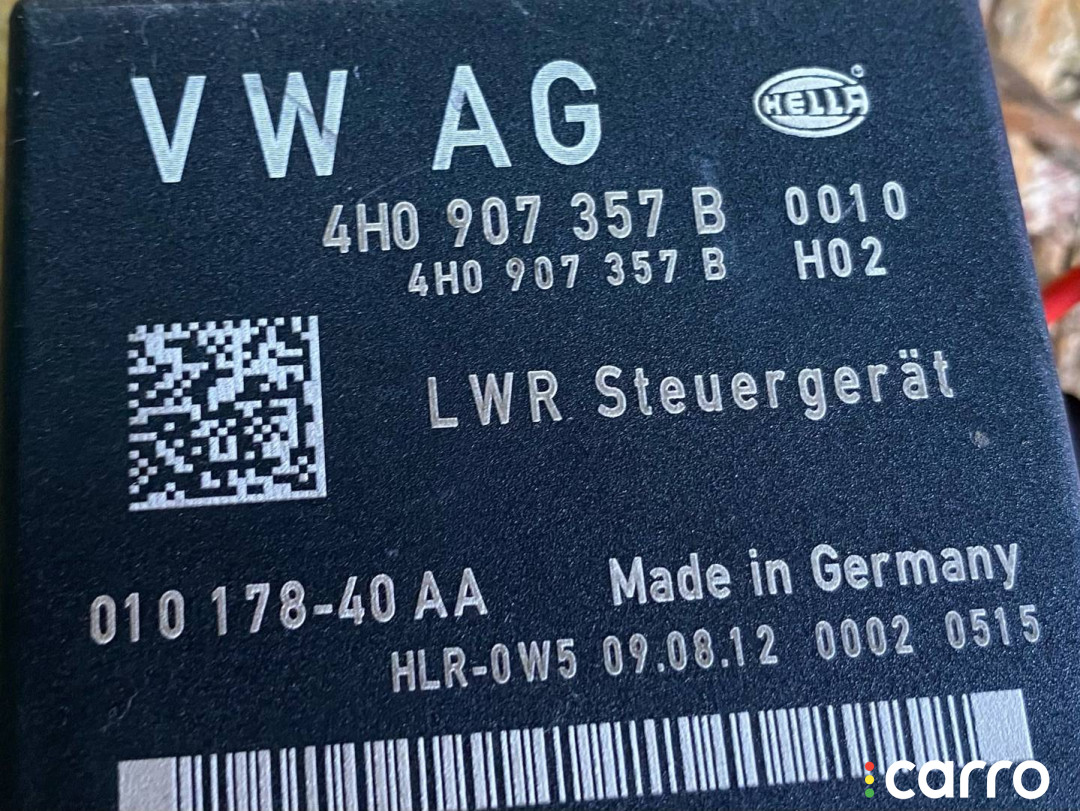 VW AG
HELLA
4H0 907 357 B 0010
4H0 907 357 B H02
LWR Steuergerät
010 178-40 AA
Made in Germany
HLR-0W5 09.08.12 0002 0515
carro